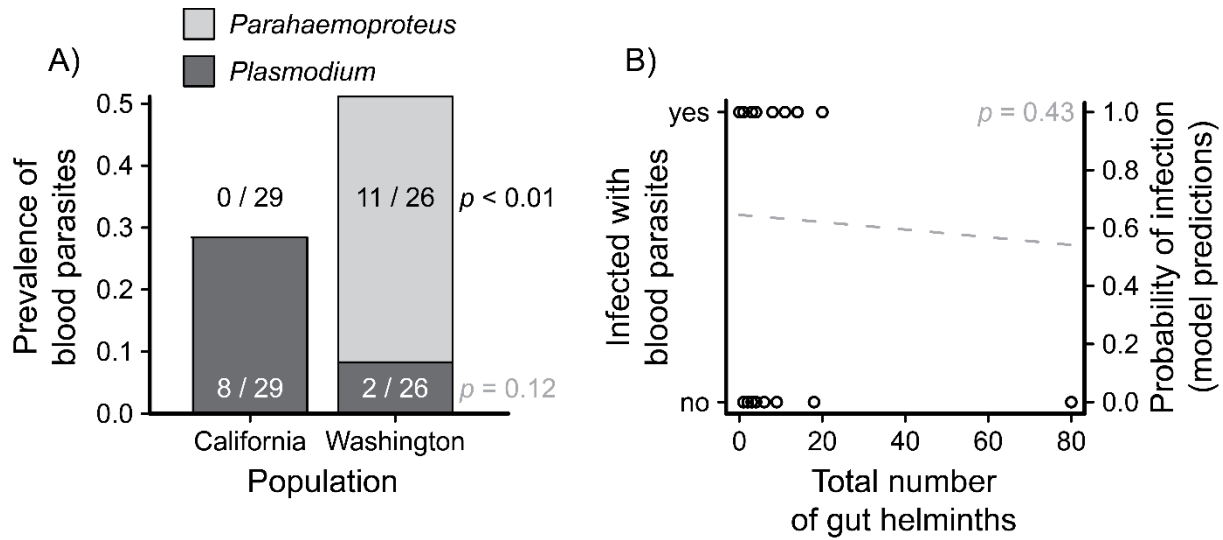 Parahaemoproteus
Plasmodium
A)
Prevalence of
blood parasites
0.5
0.4
0.3
0.2
0.1
0.0
0 / 29
11 / 26
p < 0.01
8 / 29
2 / 26
p = 0.12
California
Washington
Population
B)
Infected with
blood parasites
yes
no
p = 0.43
1.0
0.8
0.6
0.4
0.2
0.0
Probability of infection
(model predictions)
0
20
40
60
80
Total number
of gut helminths